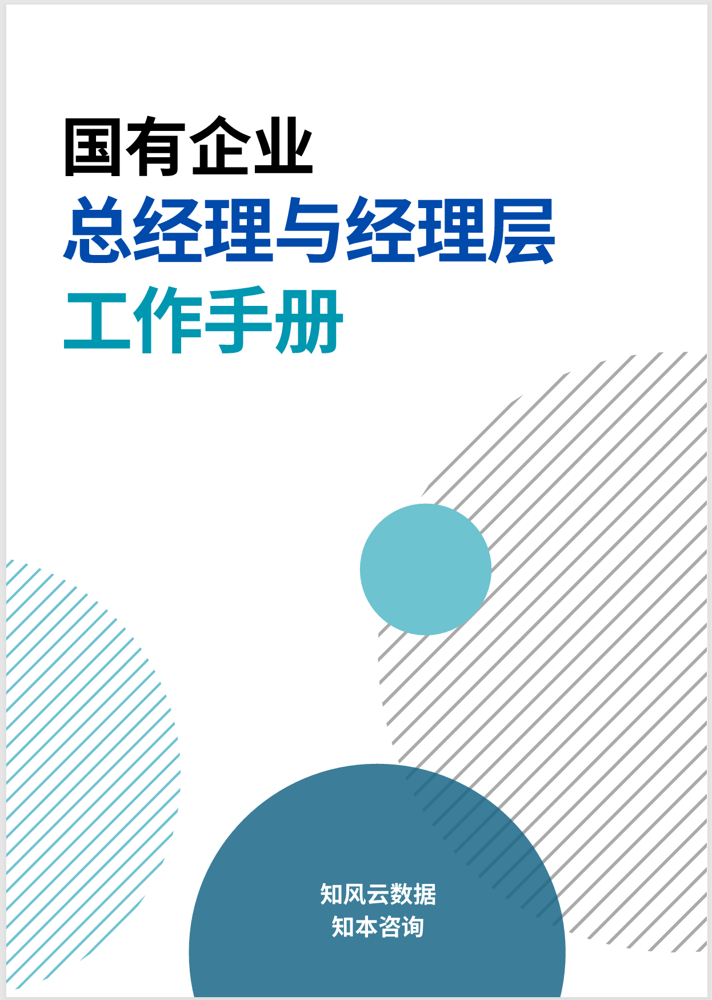 国有企业
总经理与经理层
工作手册
知风云数据
知本咨询